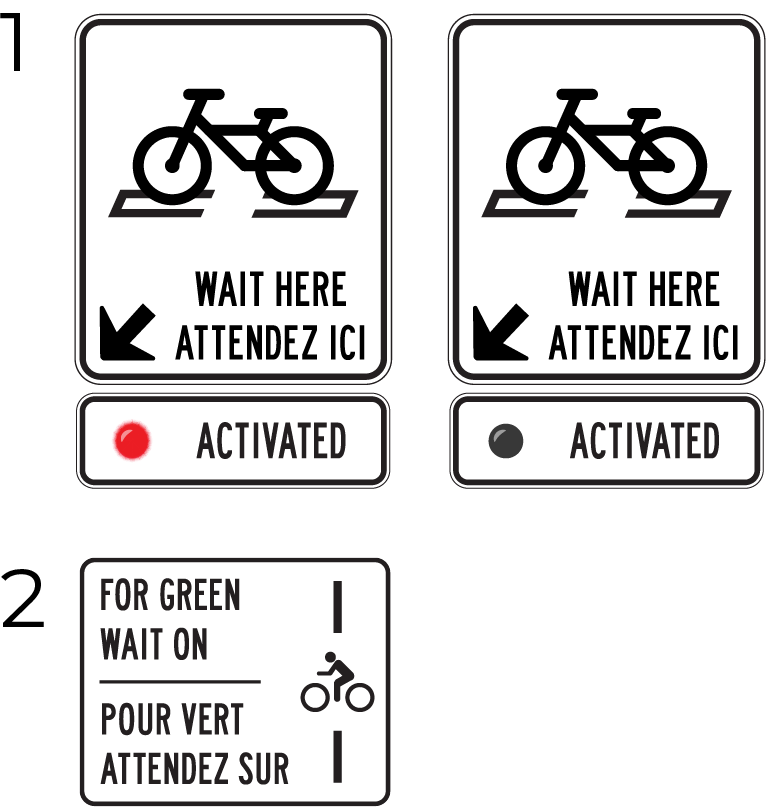 1
WAIT HERE
ATTENDEZ ICI
ACTIVATED
WAIT HERE
ATTENDEZ ICI
ACTIVATED
2
FOR GREEN
WAIT ON
POUR VERT
ATTENDEZ SUR